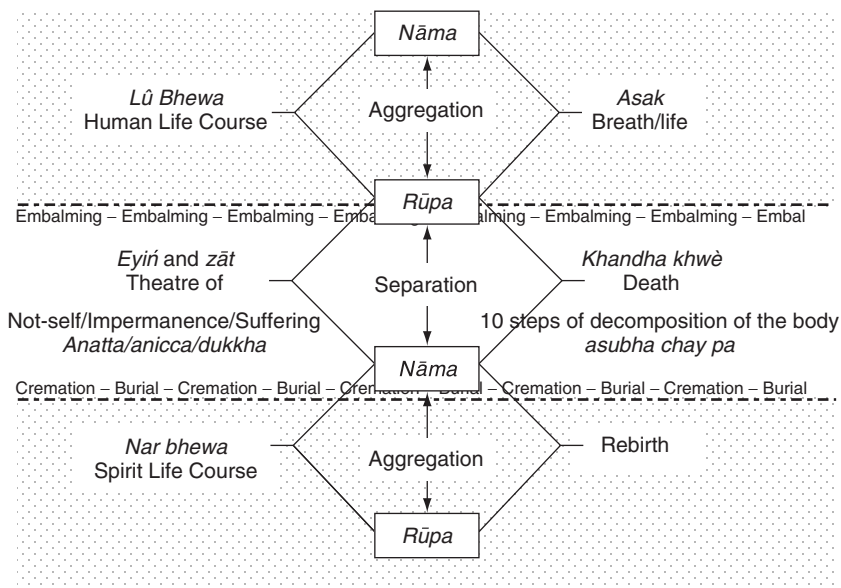 Nāma
Lû Bhewa
Human Life Course
Aggregation
Asak
Breath/life
Rūpa
Embalming – Embalming – Embalming – Emba alming – Embalming – Embalming – Embalming – Embal
Eyiń and zāt
Theatre of
Separation
Khandha khwè
Death
Not-self/Impermanence/Suffering
Anatta/anicca/dukkha
10 steps of decomposition of the body
asubha chay pa
Nāma
Cremation – Burial – Cremation – Burial – Cremation – Burial – Cremation – Burial – Cremation – Burial
Nar bhewa
Spirit Life Course
Aggregation
Rebirth
Rūpa